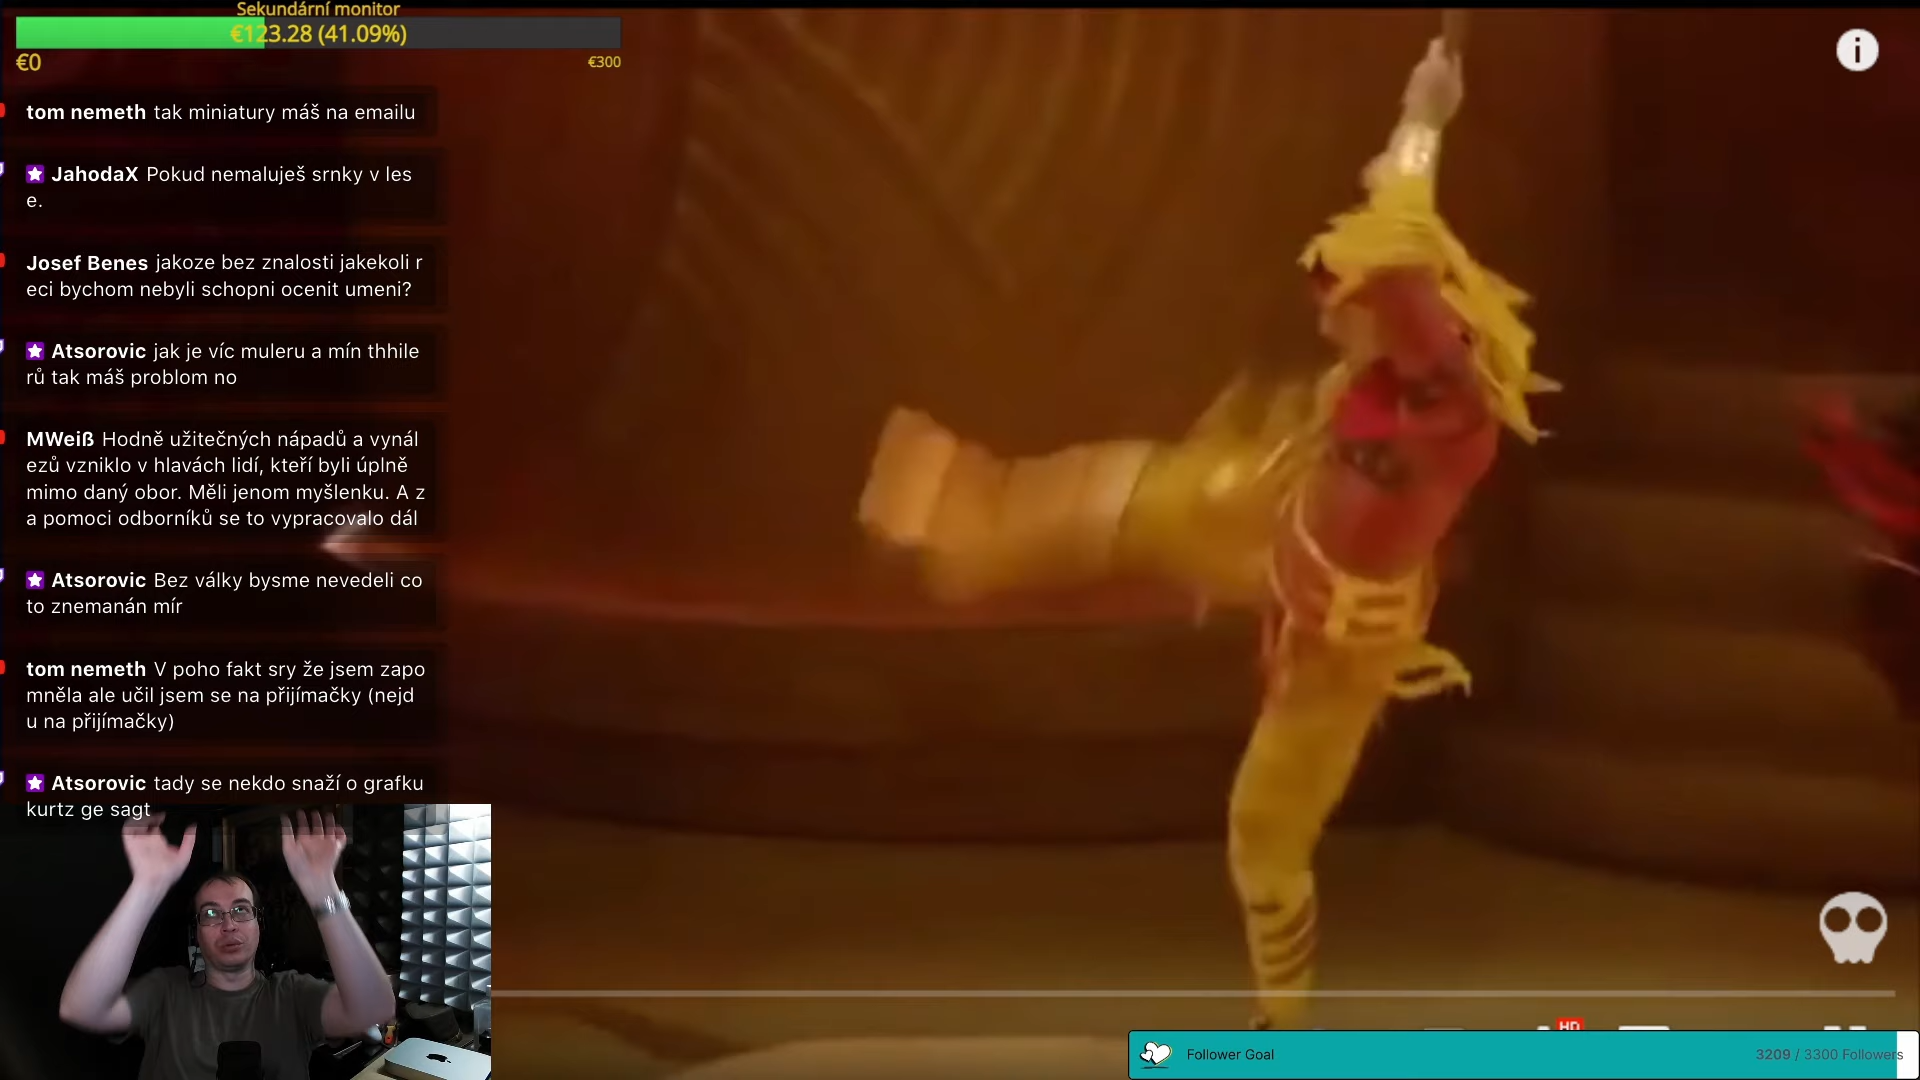 Sekundární monitor
€123.28 (41.09%)
€0
€300
tom nemeth tak miniatury máš na emailu
JahodaX Pokud nemaluješ srnky v les
e.
Josef Benes jakoze bez znalosti jakekoli r
eci bychom nebyli schopni ocenit umeni?
Atsorovic jak je víc muleru a mín thhile
rů tak máš problom no
MWeiß Hodně užitečných nápadů a vynál
ezů vzniklo v hlavách lidí, kteří byli úplně
mimo daný obor. Měli jenom myšlenku. A z
a pomoci odborníků se to vypracovalo dál
Atsorovic Bez války bysme nevedeli co
to znemanán mír
tom nemeth V poho fakt sry že jsem zapo
mněla ale učil jsem se na přijímačky (nejd
u na přijímačky)
Atsorovic tady se nekdo snaží o grafku
kurtz ge sagt
HD
Follower Goal
3209 / 3300 Followers